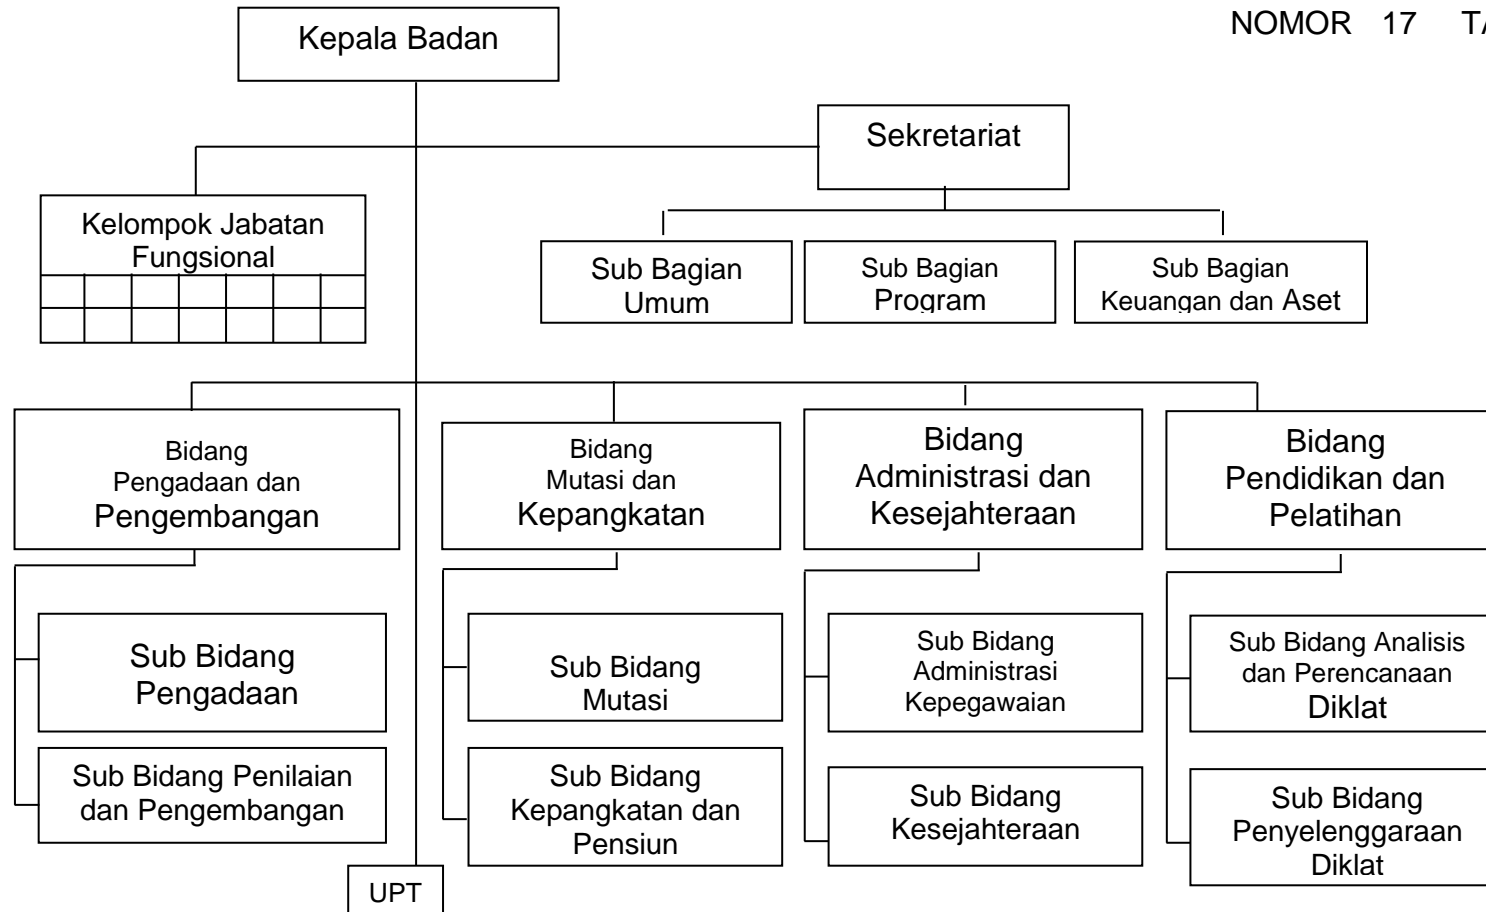 Kepala Badan
NOMOR 17
Sekretariat
Kelompok Jabatan
Fungsional
Sub Bagian
Umum
Sub Bagian
Program
Sub Bagian
Keuangan dan Aset
Bidang
Pengadaan dan
Pengembangan
Bidang
Mutasi dan
Kepangkatan
Bidang
Administrasi dan
Kesejahteraan
Bidang
Pendidikan dan
Pelatihan
Sub Bidang
Pengadaan
Sub Bidang
Mutasi
Sub Bidang
Administrasi
Kepegawaian
Sub Bidang Analisis
dan Perencanaan
Diklat
Sub Bidang Penilaian
dan Pengembangan
Sub Bidang
Kepangkatan dan
Pensiun
Sub Bidang
Kesejahteraan
Sub Bidang
Penyelenggaraan
Diklat
UPT